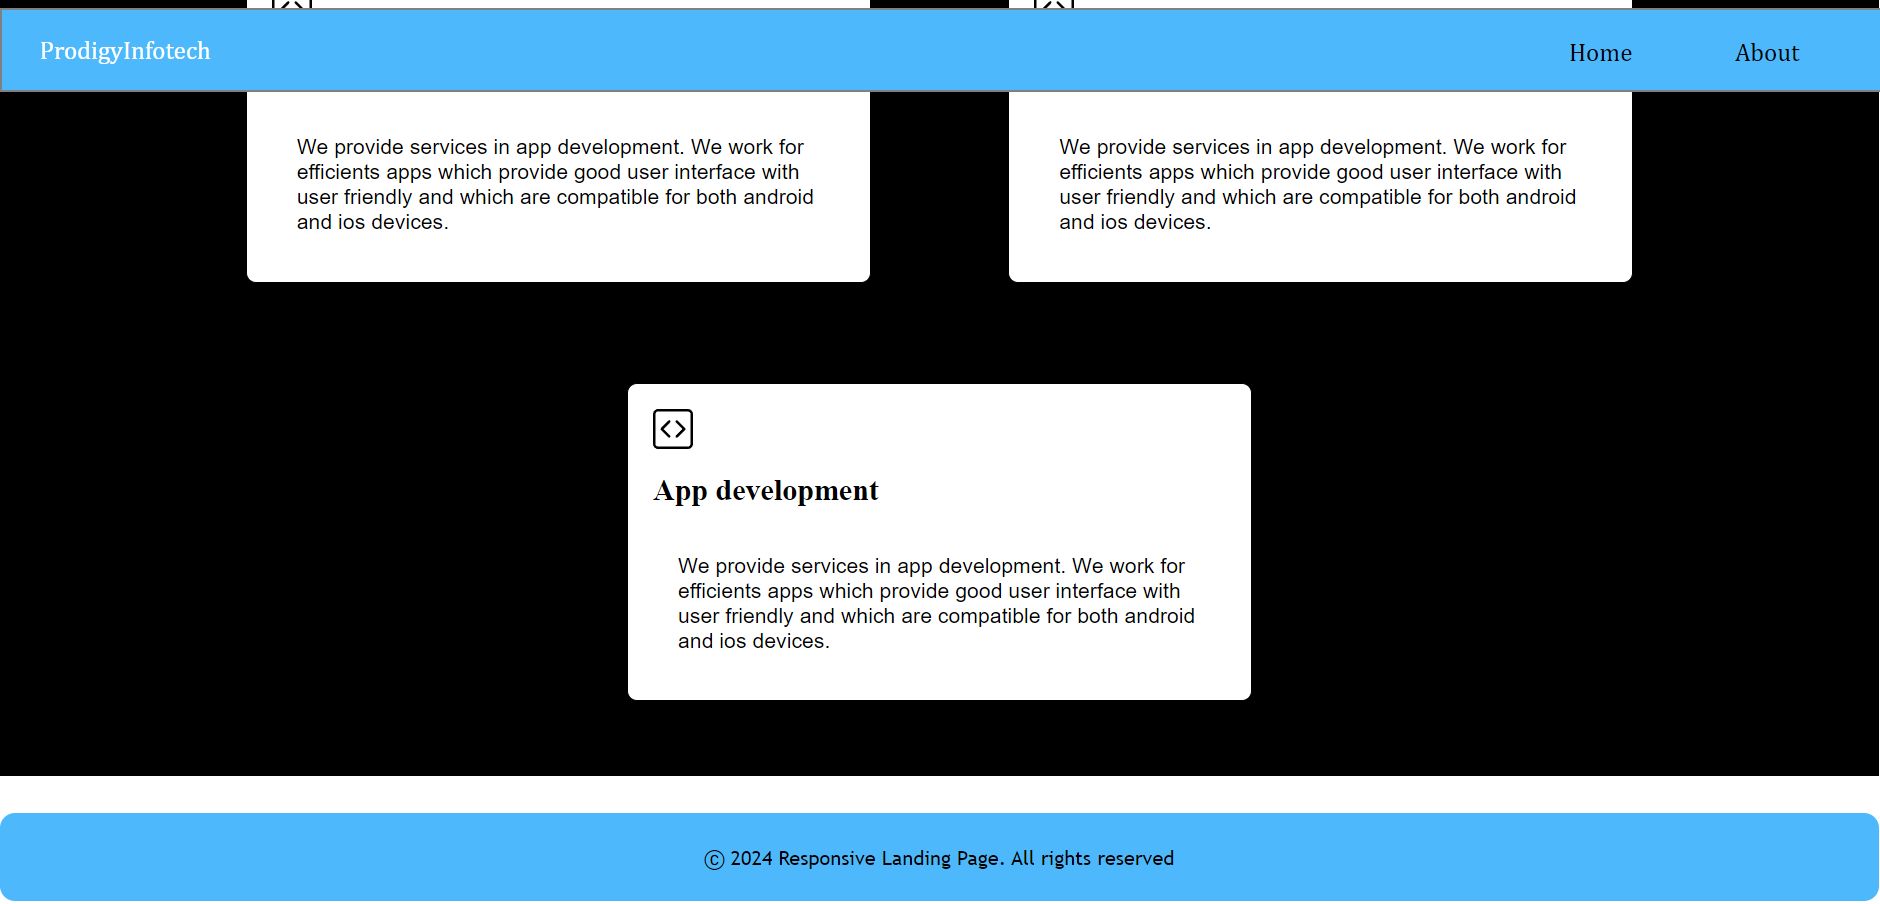 ProdigyInfotech
Home
About
We provide services in app development. We work for
efficients apps which provide good user interface with
user friendly and which are compatible for both android
and ios devices.
We provide services in app development. We work for
efficients apps which provide good user interface with
user friendly and which are compatible for both android
and ios devices.
App development
We provide services in app development. We work for
efficients apps which provide good user interface with
user friendly and which are compatible for both android
and ios devices.
© 2024 Responsive Landing Page. All rights reserved